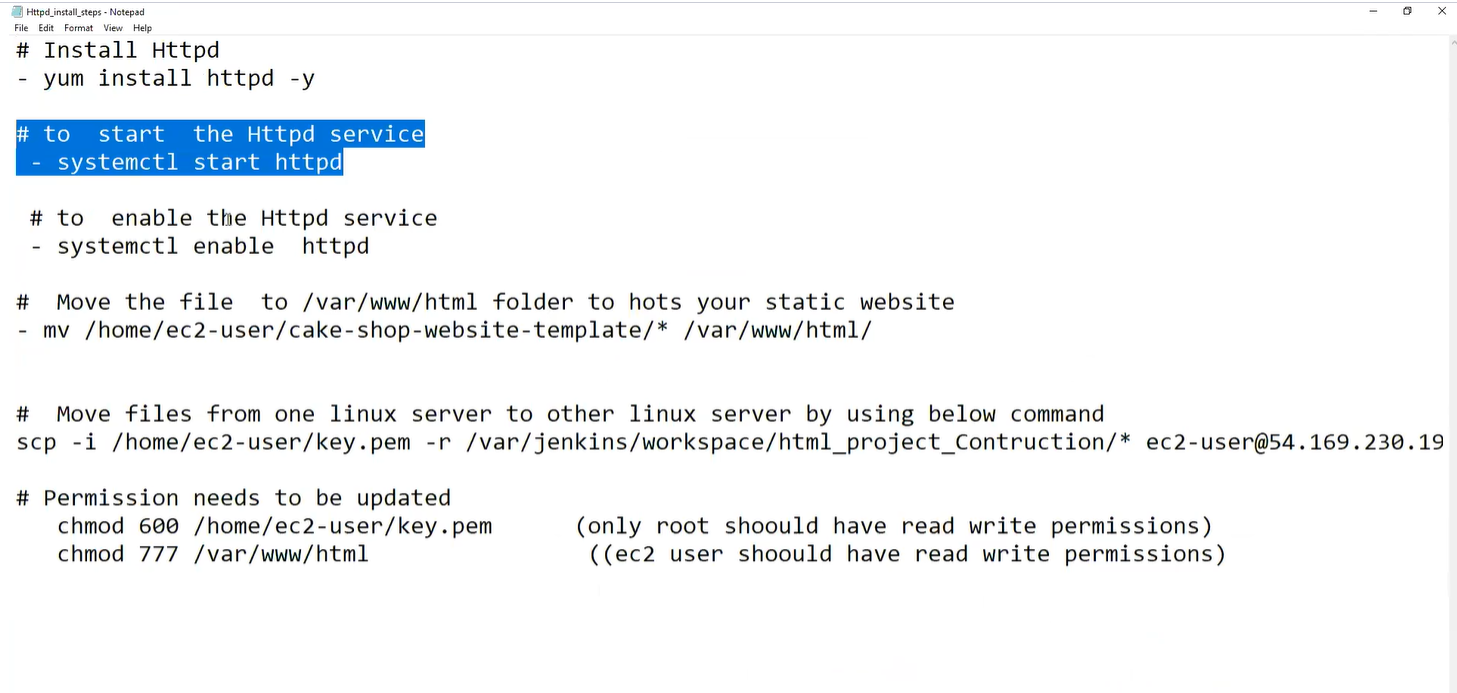 Httpd_install_steps - Notepad
File Edit Format View Help
# Install Httpd
- yum install httpd -y
# to  start  the Httpd service
- systemctl start httpd
# to  enable the Httpd service
- systemctl enable  httpd
#  Move the file  to /var/www/html folder to hots your static website
- mv /home/ec2-user/cake-shop-website-template/* /var/www/html/
#  Move files from one linux server to other linux server by using below command
scp -i /home/ec2-user/key.pem -r /var/jenkins/workspace/html_project_Contruction/* ec2-user@54.169.230.19
# Permission needs to be updated
chmod 600 /home/ec2-user/key.pem      (only root shoould have read write permissions)
chmod 777 /var/www/html                ((ec2 user shoould have read write permissions)